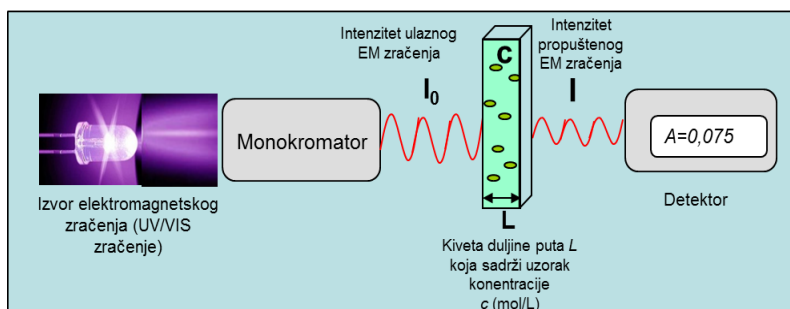 Intenzitet ulaznog
EM zračenja
I0
C
Intenzitet
propuštenog
EM zračenja
I
Monokromator
A=0,075
Izvor elektromagnetskog
zračenja (UV/VIS
zračenje)
L
Detektor
Kiveta duljine puta L
koja sadrži uzorak
konentracije
c (mol/L)